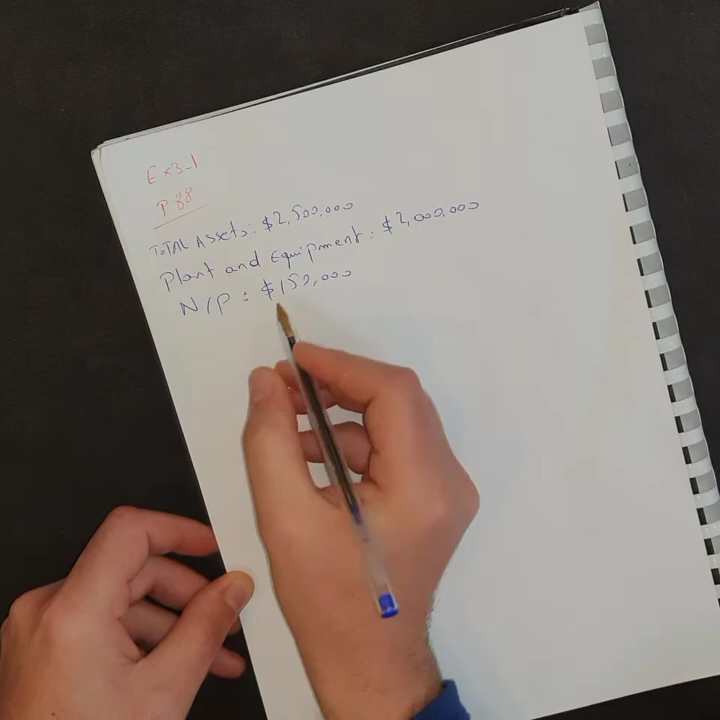 Ex3-1
P88
TOTAL Assets: $2,500,000
Plant and Equipment: $2,000,000
N/P: $150,000